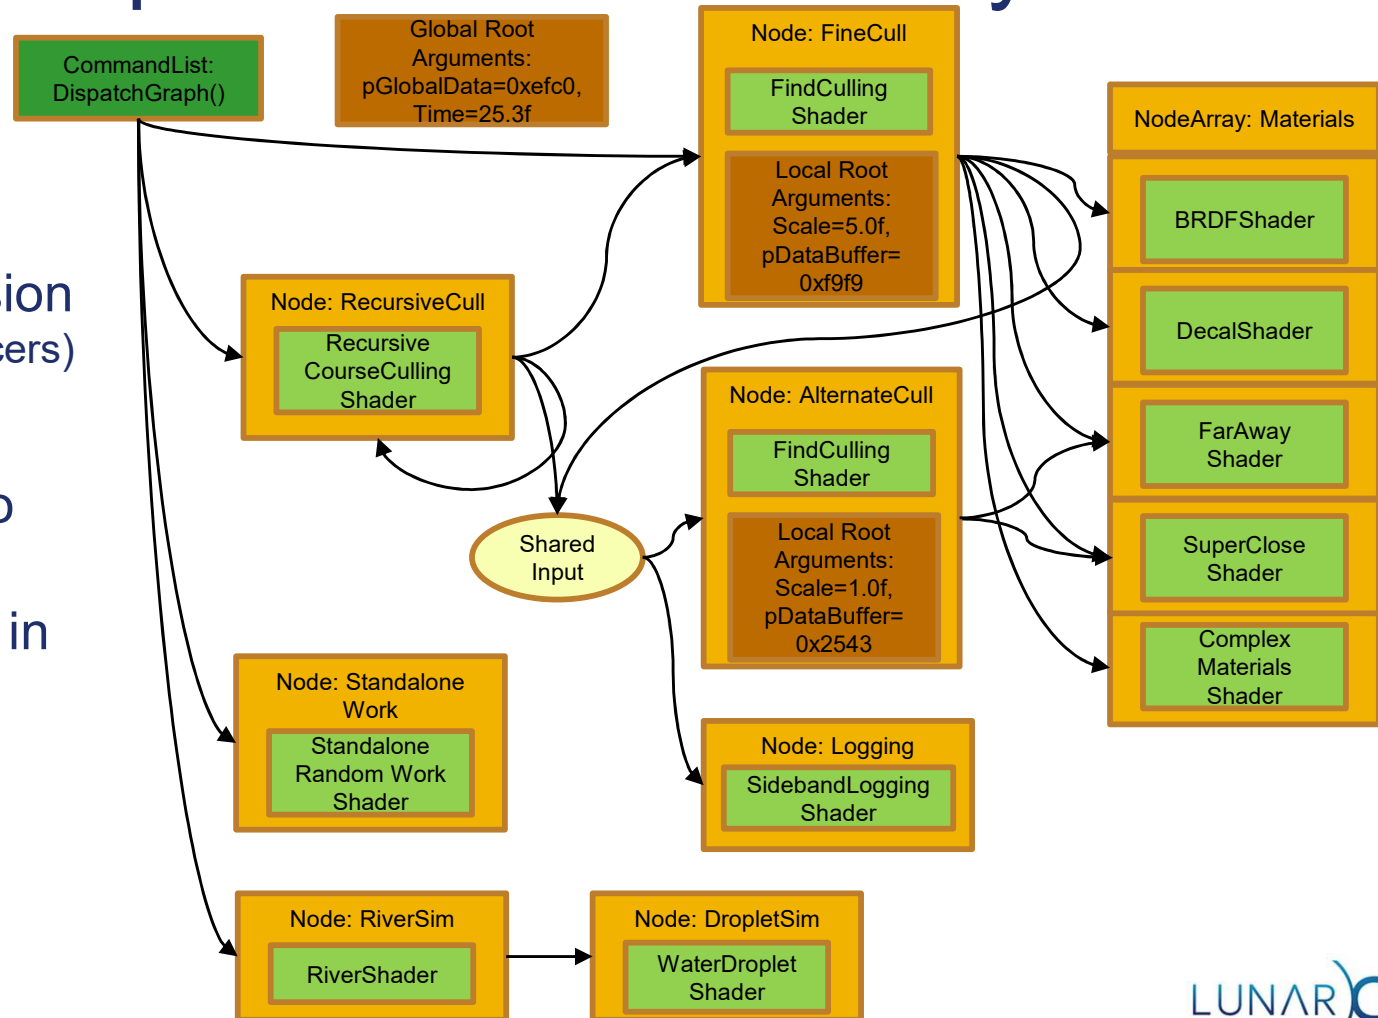 CommandList:
DispatchGraph()
Global Root
Arguments:
pGlobalData=0xefc0,
Time=25.3f
Node: FineCull
FindCulling
Shader
Local Root
Arguments:
Scale=5.0f,
pDataBuffer=
0xf9f9
NodeArray: Materials
BRDFShader
DecalShader
FarAway
Shader
SuperClose
Shader
Complex
Materials
Shader
Node: RecursiveCull
Recursive
CourseCulling
Shader
Node: AlternateCull
FindCulling
Shader
Local Root
Arguments:
Scale=1.0f,
pDataBuffer=
0x2543
Shared
Input
in
Node: Standalone
Work
Standalone
Random Work
Shader
Node: Logging
SidebandLogging
Shader
Node: RiverSim
RiverShader
Node: DropletSim
WaterDroplet
Shader
LUNAR